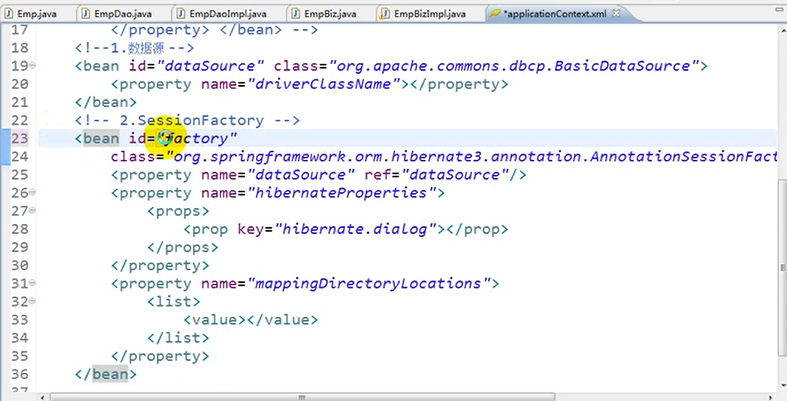 Emp.java EmpDao.java EmpDaoImpl.java EmpBiz.java EmpBizImpl.java *applicationContext.xml
17 </property> </bean> -->
18 <!--1.数据源 -->
19 <bean id="dataSource" class="org.apache.commons.dbcp.BasicDataSource">
20 <property name="driverClassName"></property>
21 </bean>
22 <!-- 2.SessionFactory -->
23 <bean id="factory"
24 class="org.springframework.orm.hibernate3.annotation.AnnotationSessionFact
25 <property name="dataSource" ref="dataSource"/>
26 <property name="hibernateProperties">
27 <props>
28 <prop key="hibernate.dialog"></prop>
29 </props>
30 </property>
31 <property name="mappingDirectoryLocations">
32 <list>
33 <value></value>
34 </list>
35 </property>
36 </bean>
37